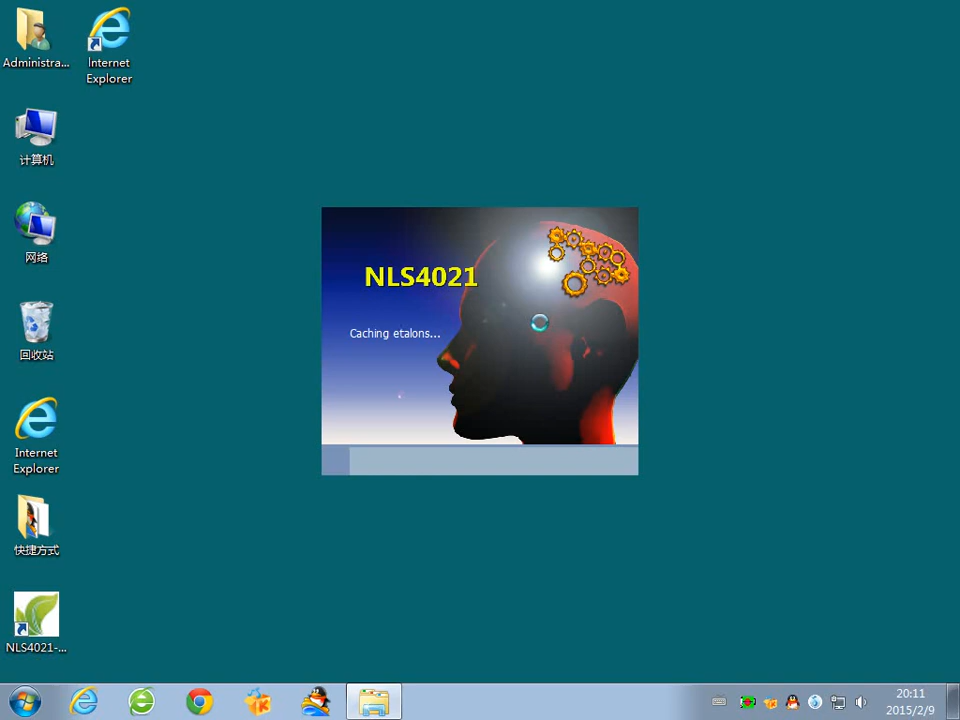 Administra...
Internet
Explorer
计算机
网络
回收站
Internet
Explorer
快捷方式
NLS4021-...
NLS4021
Caching etalons...
20:11
2015/2/9